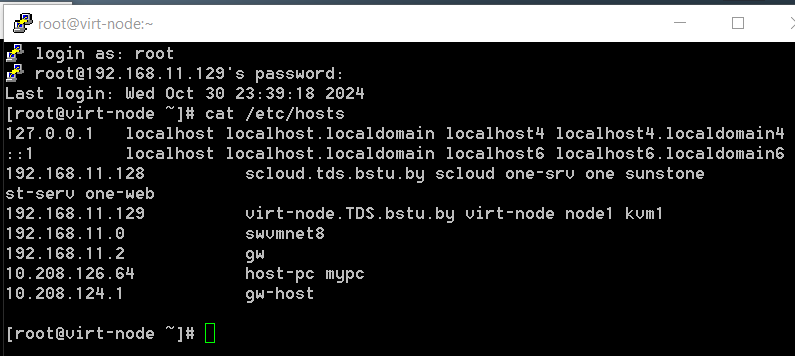 root@virt-node:~
login as: root
root@192.168.11.129's password:
Last login: Wed Oct 30 23:39:18 2024
[root@virt-node ~]# cat /etc/hosts
127.0.0.1   localhost localhost.localdomain localhost4 localhost4.localdomain4
::1         localhost localhost.localdomain localhost6 localhost6.localdomain6
192.168.11.128          scloud.tds.bstu.by scloud one-srv one sunstone
st-serv one-web
192.168.11.129          virt-node.TDS.bstu.by virt-node node1 kvm1
192.168.11.0            swvmnet8
192.168.11.2            gw
10.208.126.64           host-pc mypc
10.208.124.1            gw-host
[root@virt-node ~]#